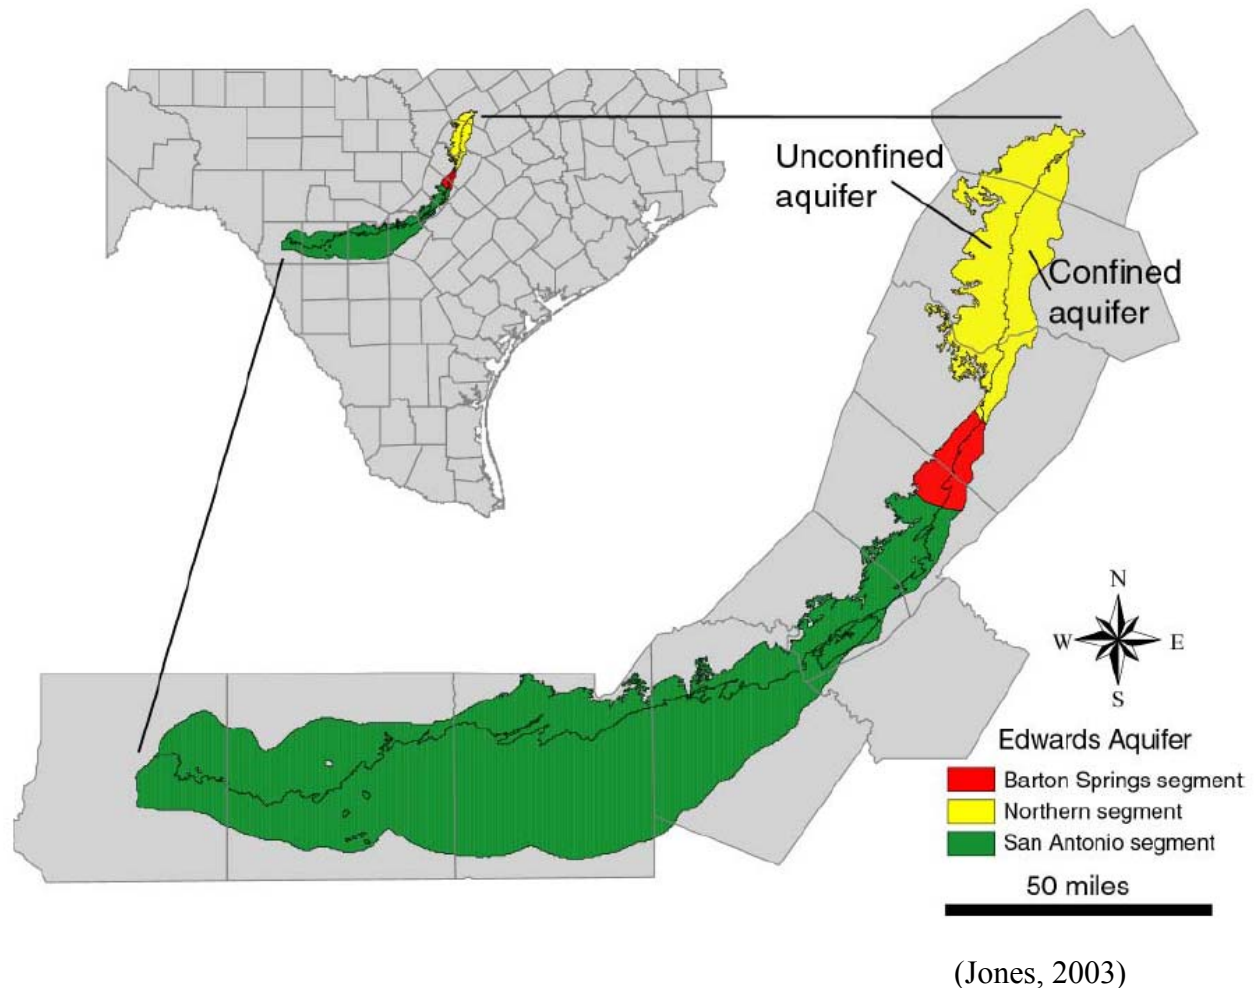 Unconfined
aquifer
Confined
aquifer
N
W E
S
Edwards Aquifer
Barton Springs segment
Northern segment
San Antonio segment
50 miles
(Jones, 2003)